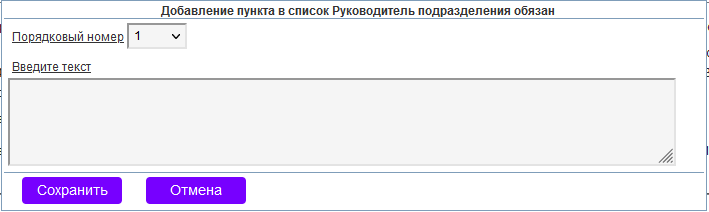 Добавление пункта в список Руководитель подразделения обязан
Порядковый номер 1
Введите текст
Сохранить Отмена